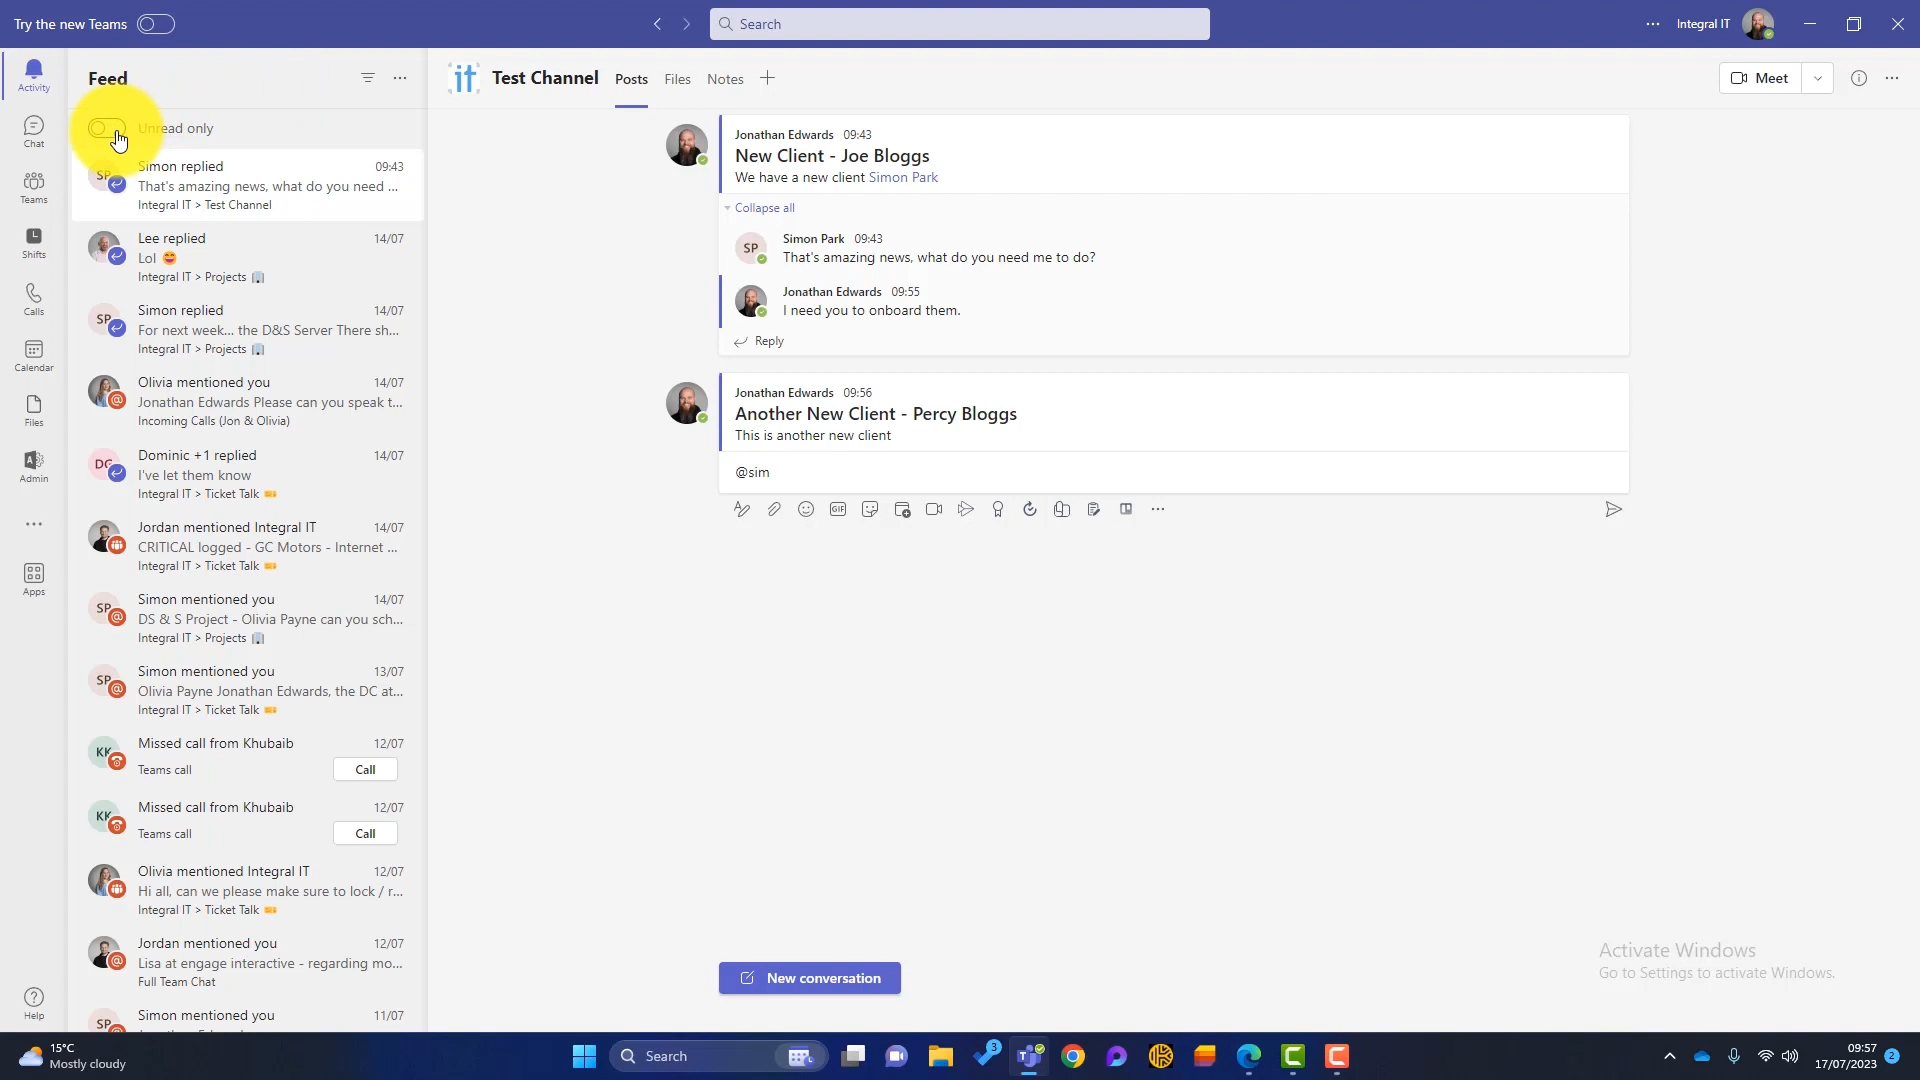 Try the new Teams
Search
Integral IT
Activity
Chat
Teams
Shifts
Calls
Calendar
Files
Admin
Apps
Help
Feed
Unread only
SP
Simon replied 09:43
That's amazing news, what do you need ...
Integral IT > Test Channel
Lee replied 14/07
Lol 😄
Integral IT > Projects 🏢
SP
Simon replied 14/07
For next week... the D&S Server There sh...
Integral IT > Projects 🏢
Olivia mentioned you 14/07
Jonathan Edwards Please can you speak t...
Incoming Calls (Jon & Olivia)
DG
Dominic +1 replied 14/07
I've let them know
Integral IT > Ticket Talk 🎫
Jordan mentioned Integral IT 14/07
CRITICAL logged - GC Motors - Internet ...
Integral IT > Ticket Talk 🎫
SP
Simon mentioned you 14/07
DS & S Project - Olivia Payne can you sch...
Integral IT > Projects 🏢
SP
Simon mentioned you 13/07
Olivia Payne Jonathan Edwards, the DC at...
Integral IT > Ticket Talk 🎫
KK
Missed call from Khubaib 12/07
Teams call Call
KK
Missed call from Khubaib 12/07
Teams call Call
Olivia mentioned Integral IT 12/07
Hi all, can we please make sure to lock / r...
Integral IT > Ticket Talk 🎫
Jordan mentioned you 12/07
Lisa at engage interactive - regarding mo...
Full Team Chat
SP
Simon mentioned you 11/07
it Test Channel Posts Files Notes
Meet
Jonathan Edwards 09:43
New Client - Joe Bloggs
We have a new client Simon Park
Collapse all
SP
Simon Park 09:43
That's amazing news, what do you need me to do?
Jonathan Edwards 09:55
I need you to onboard them.
Reply
Jonathan Edwards 09:56
Another New Client - Percy Bloggs
This is another new client
@sim
GIF
New conversation
Activate Windows
Go to Settings to activate Windows.
15°C
Mostly cloudy
Search
3
09:57
17/07/2023
2